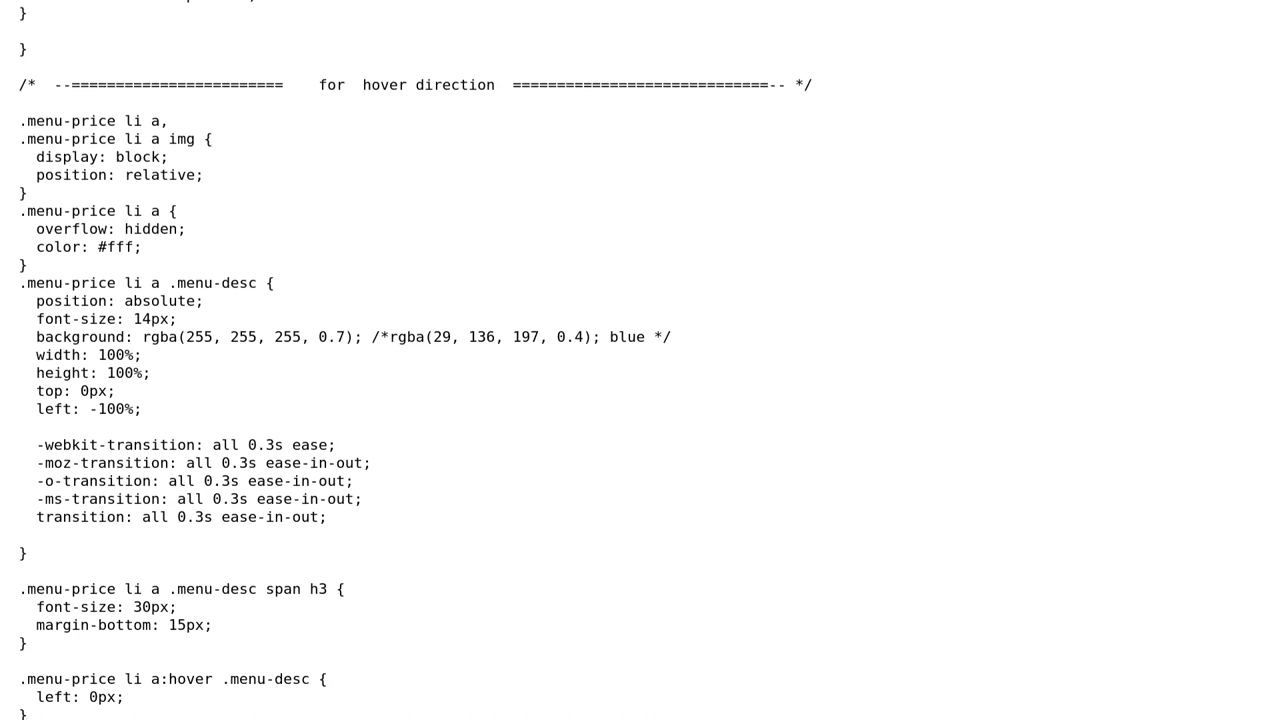 }

}

/*  --========================    for  hover direction  =============================-- */

.menu-price li a,
.menu-price li a img {
  display: block;
  position: relative;
}
.menu-price li a {
  overflow: hidden;
  color: #fff;
}
.menu-price li a .menu-desc {
  position: absolute;
  font-size: 14px;
  background: rgba(255, 255, 255, 0.7); /*rgba(29, 136, 197, 0.4); blue */
  width: 100%;
  height: 100%;
  top: 0px;
  left: -100%;

  -webkit-transition: all 0.3s ease;
  -moz-transition: all 0.3s ease-in-out;
  -o-transition: all 0.3s ease-in-out;
  -ms-transition: all 0.3s ease-in-out;
  transition: all 0.3s ease-in-out;

}

.menu-price li a .menu-desc span h3 {
  font-size: 30px;
  margin-bottom: 15px;
}

.menu-price li a:hover .menu-desc {
  left: 0px;
}